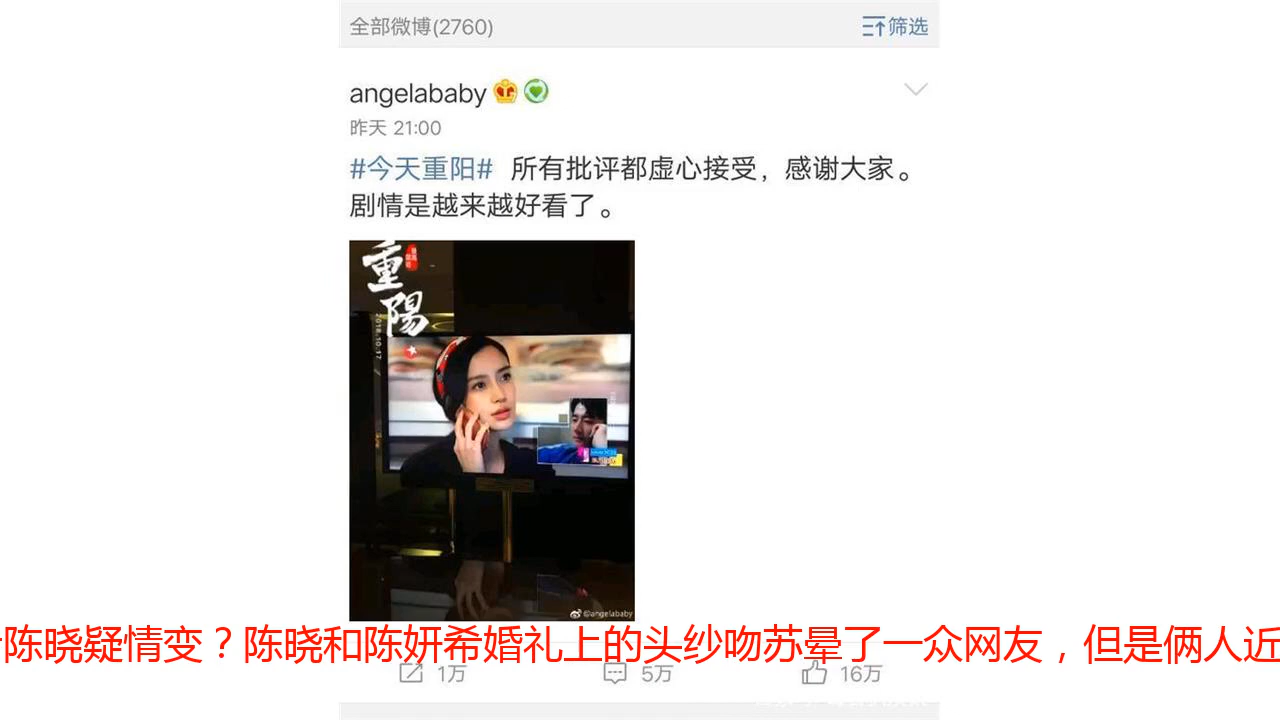 全部微博(2760)
筛选
angelababy
昨天 21:00
#今天重阳# 所有批评都虚心接受，感谢大家。
剧情是越来越好看了。
重
陽
2018.10.17
@angelababy
陈晓疑情变？陈晓和陈妍希婚礼上的头纱吻苏晕了一众网友，但是俩人近
1万
5万
16万